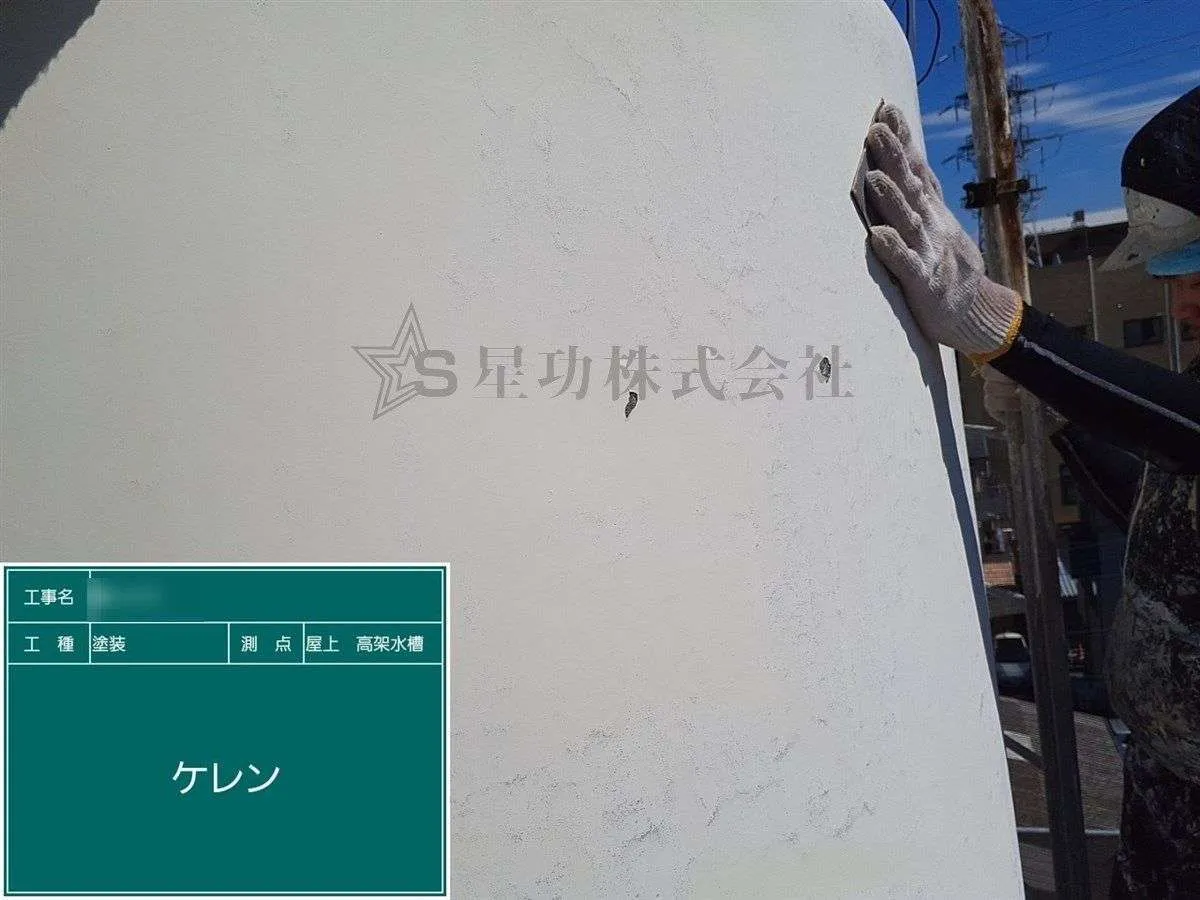 S星功株式会社
工事名
工 種 塗装 測 点 屋上 高架水槽
ケレン